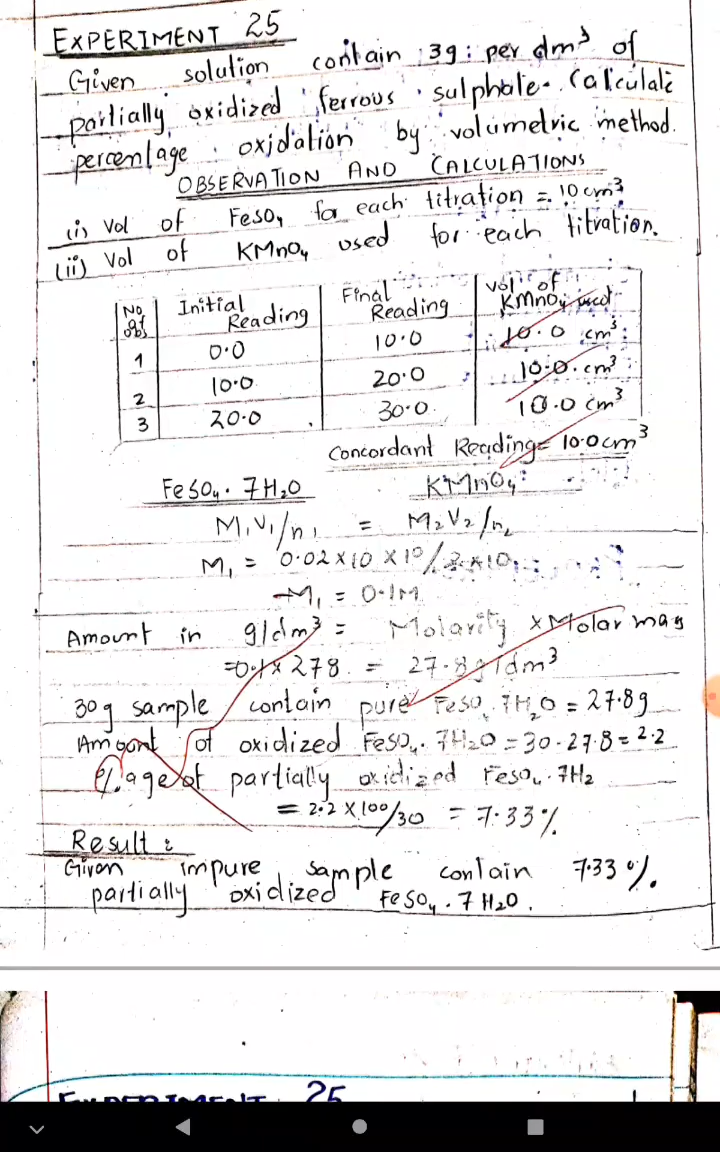 EXPERIMENT 25
Given solution contain 3g: per dm³ of
partially oxidized ferrous sulphate. Calculate
percentage oxidation by volumetric method.
OBSERVATION AND CALCULATIONS
(i) Vol of FeSO₄ for each titration = 10 cm³
(ii) Vol of KMnO₄ used for each titration.
No of obs | Initial Reading | Final Reading | Vol. of KMnO₄ used
1 | 0.0 | 10.0 | 10.0 cm³
2 | 10.0 | 20.0 | 10.0 cm³
3 | 20.0 | 30.0 | 10.0 cm³
Concordant Reading = 10.0 cm³
FeSO₄. 7H₂O KMnO₄
M₁V₁/n₁ = M₂V₂/n₂
M₁ = 0.02×10×10/2×10
M₁ = 0.1M
Amount in g/dm³ = Molarity × Molar mas
=0.1×278 = 27.8g/dm³
30g sample contain pure FeSO₄ 7H₂O = 27.8g
Amount of oxidized FeSO₄. 7H₂O = 30-27.8 = 2.2
%age of partially oxidized FeSO₄. 7H₂
= 2.2×100/30 = 7.33%
Result:
Given impure sample contain 7.33%.
partially oxidized FeSO₄. 7H₂O.
EXPERIMENT 25